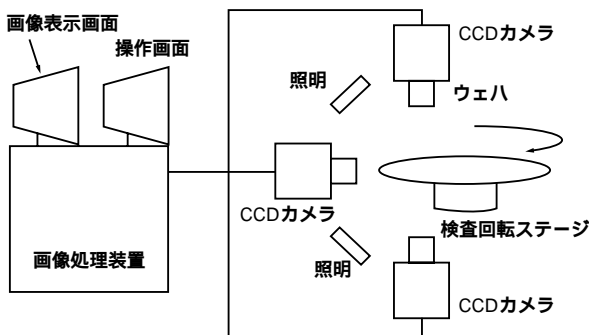 画像表示画面
操作画面
CCDカメラ
照明
ウェハ
CCDカメラ
検査回転ステージ
画像処理装置
照明
CCDカメラ